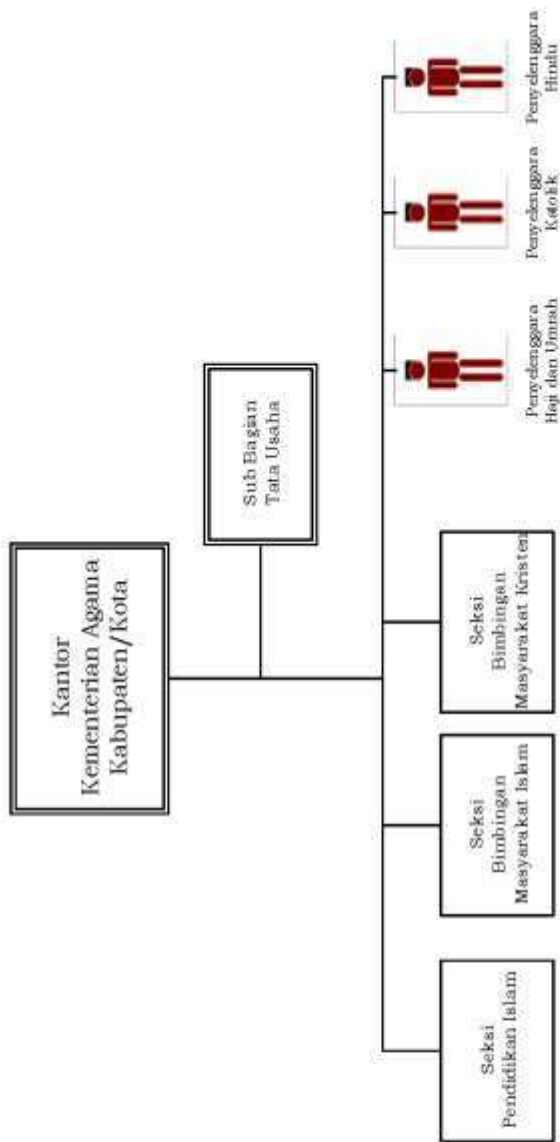 Kantor
Kementerian Agama
Kabupaten/Kota
Sub Bagian
Tata Usaha
Seksi
Pendidikan Islam
Seksi
Bimbingan
Masyarakat Islam
Seksi
Bimbingan
Masyarakat Kristen
Penyelenggara
Haji dan Umrah
Penyelenggara
Katolik
Penyelenggara
Hindu